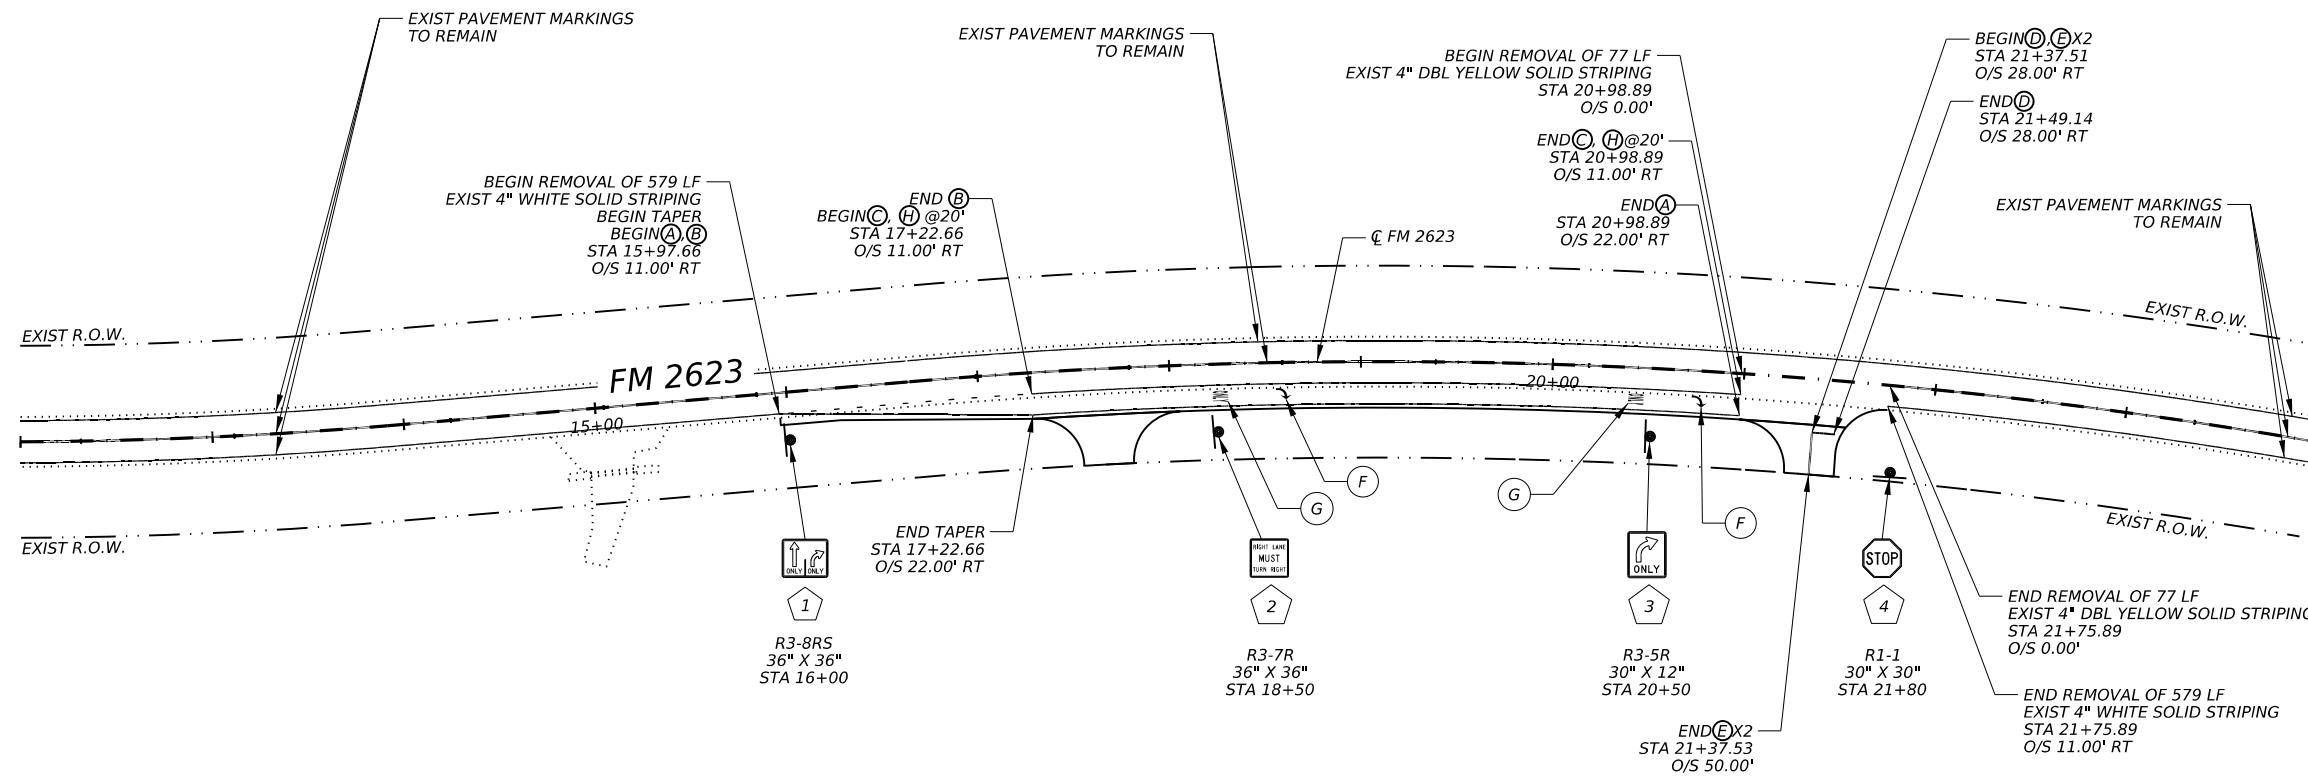 EXIST PAVEMENT MARKINGS
TO REMAIN
EXIST PAVEMENT MARKINGS
TO REMAIN
BEGIN REMOVAL OF 77 LF
EXIST 4" DBL YELLOW SOLID STRIPING
STA 20+98.89
O/S 0.00'
BEGIN D, E X2
STA 21+37.51
O/S 28.00' RT
END D
STA 21+49.14
O/S 28.00' RT
END C, H @20'
STA 20+98.89
O/S 11.00' RT
BEGIN REMOVAL OF 579 LF
EXIST 4" WHITE SOLID STRIPING
BEGIN TAPER
BEGIN A, B
STA 15+97.66
O/S 11.00' RT
END B
BEGIN C, H @20'
STA 17+22.66
O/S 11.00' RT
END A
STA 20+98.89
O/S 22.00' RT
EXIST PAVEMENT MARKINGS
TO REMAIN
℄ FM 2623
EXIST R.O.W.
EXIST R.O.W.
FM 2623
15+00
20+00
EXIST R.O.W.
EXIST R.O.W.
F
G
G
F
END TAPER
STA 17+22.66
O/S 22.00' RT
ONLY ONLY
RIGHT LANE
MUST
TURN RIGHT
ONLY
STOP
1
2
3
4
R3-8RS
36" X 36"
STA 16+00
R3-7R
36" X 36"
STA 18+50
R3-5R
30" X 12"
STA 20+50
R1-1
30" X 30"
STA 21+80
END REMOVAL OF 77 LF
EXIST 4" DBL YELLOW SOLID STRIPING
STA 21+75.89
O/S 0.00'
END REMOVAL OF 579 LF
EXIST 4" WHITE SOLID STRIPING
STA 21+75.89
O/S 11.00' RT
END E X2
STA 21+37.53
O/S 50.00'